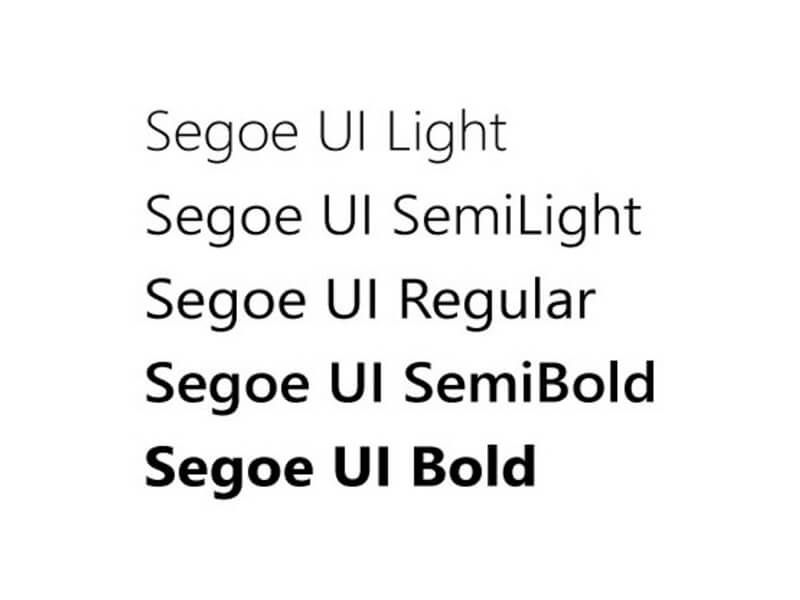 Segoe UI Light
Segoe UI SemiLight
Segoe UI Regular
Segoe UI SemiBold
Segoe UI Bold